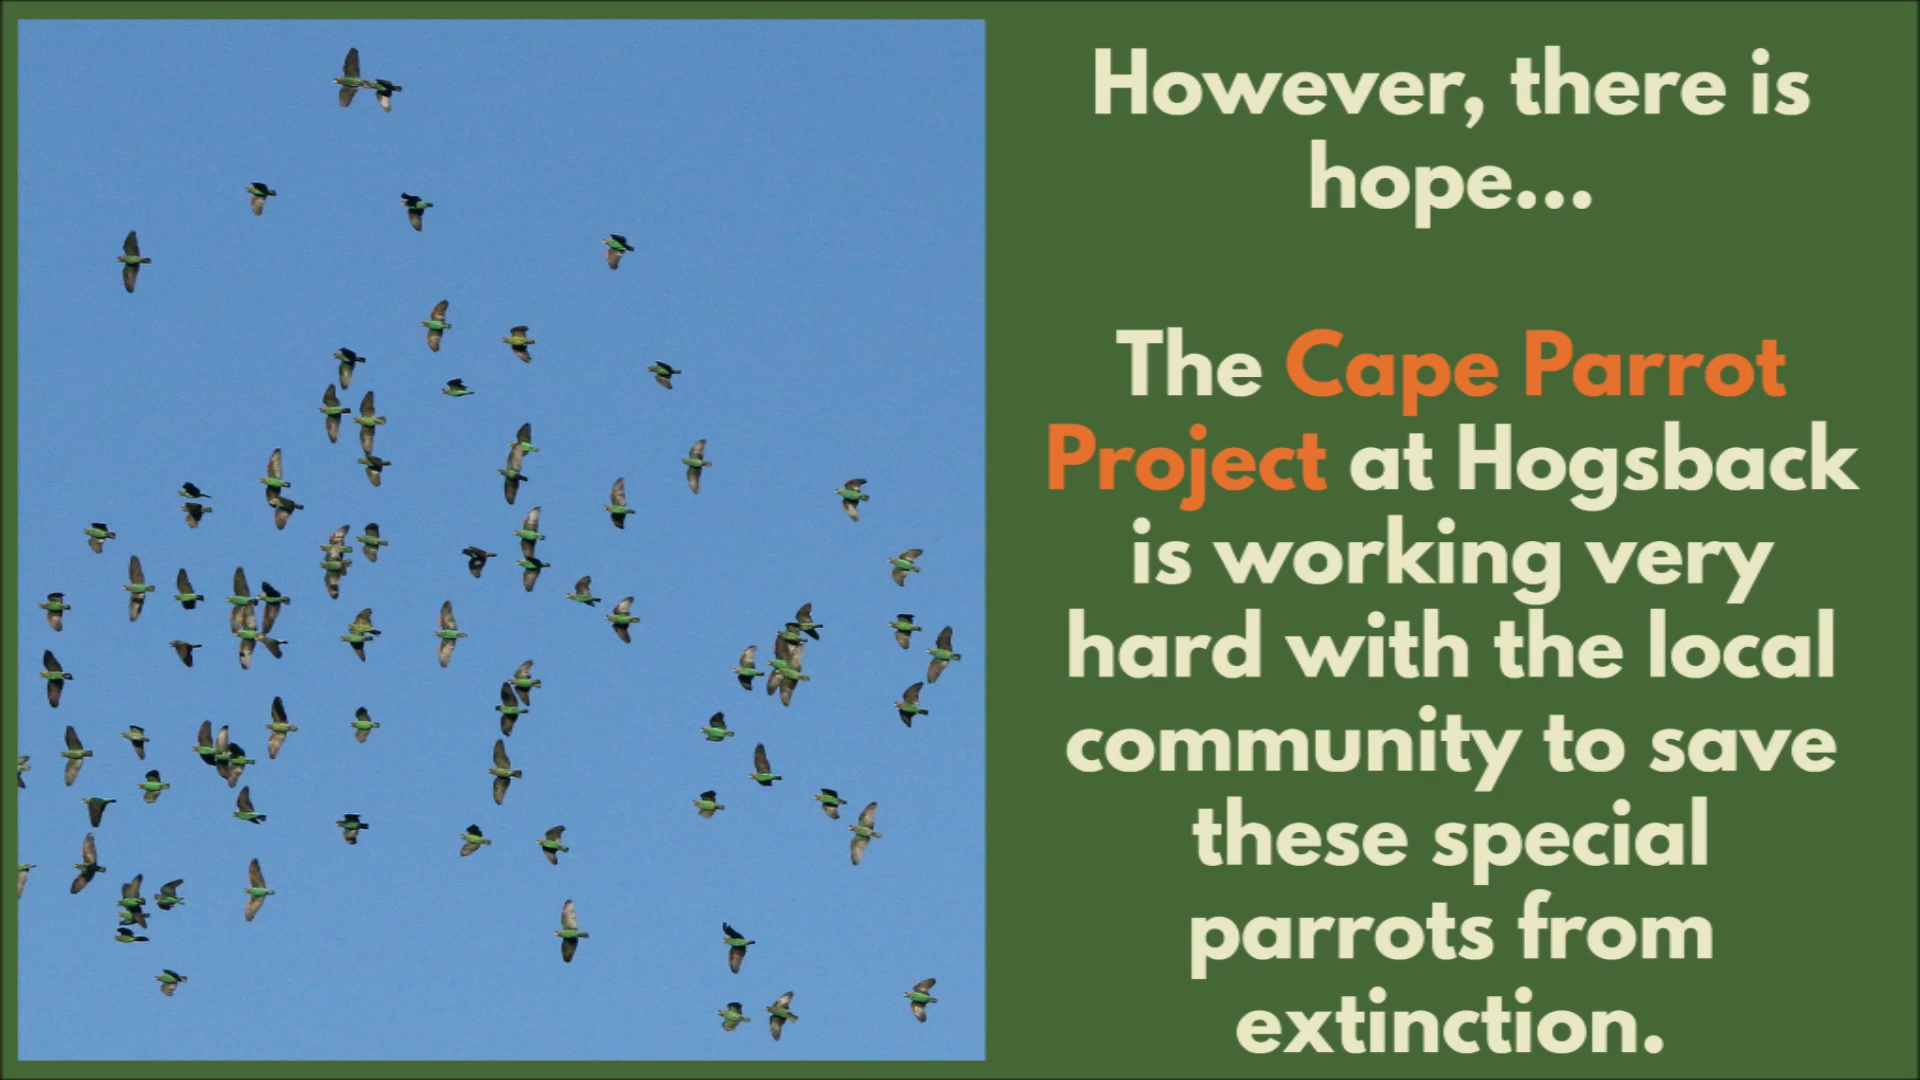 However, there is
hope...
The Cape Parrot
Project at Hogsback
is working very
hard with the local
community to save
these special
parrots from
extinction.